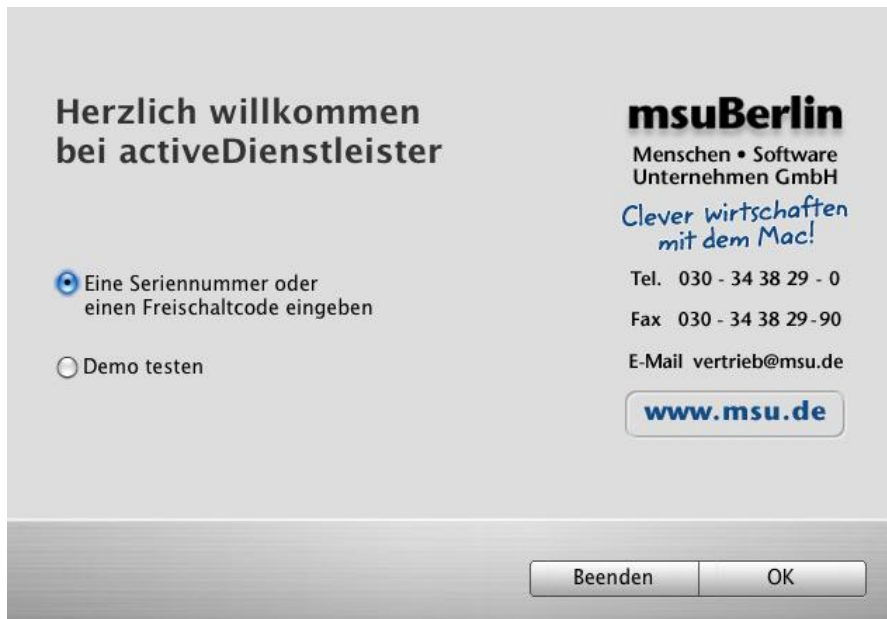 Herzlich willkommen
bei activeDienstleister
Eine Seriennummer oder
einen Freischaltcode eingeben
Demo testen
msuBerlin
Menschen • Software
Unternehmen GmbH
Clever wirtschaften
mit dem Mac!
Tel. 030 - 34 38 29 - 0
Fax 030 - 34 38 29-90
E-Mail vertrieb@msu.de
www.msu.de
Beenden OK